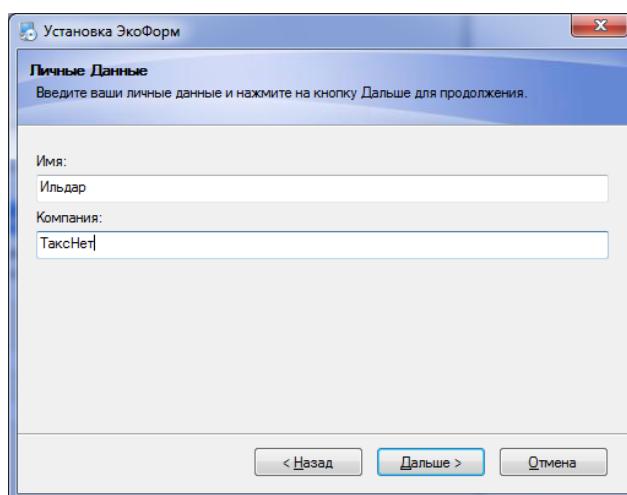 Установка ЭкоФорм
Личные Данные
Введите ваши личные данные и нажмите на кнопку Дальше для продолжения.
Имя:
Ильдар
Компания:
ТаксНет
< Назад Дальше > Отмена